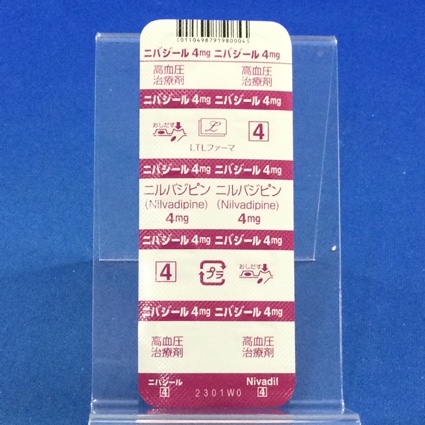 (01)04987919800043
ニバジール 4mg ニバジール 4mg
高血圧 高血圧
治療剤 治療剤
ニバジール 4mg ニバジール 4mg
おしだす L 4
LTLファーマ
ニバジール 4mg ニバジール 4mg
ニルバジピン ニルバジピン
(Nilvadipine) (Nilvadipine)
4mg 4mg
ニバジール 4mg ニバジール 4mg
4 プラ おしだす
ニバジール 4mg ニバジール 4mg
高血圧 高血圧
治療剤 治療剤
ニバジール Nivadil
4 2301W0 4